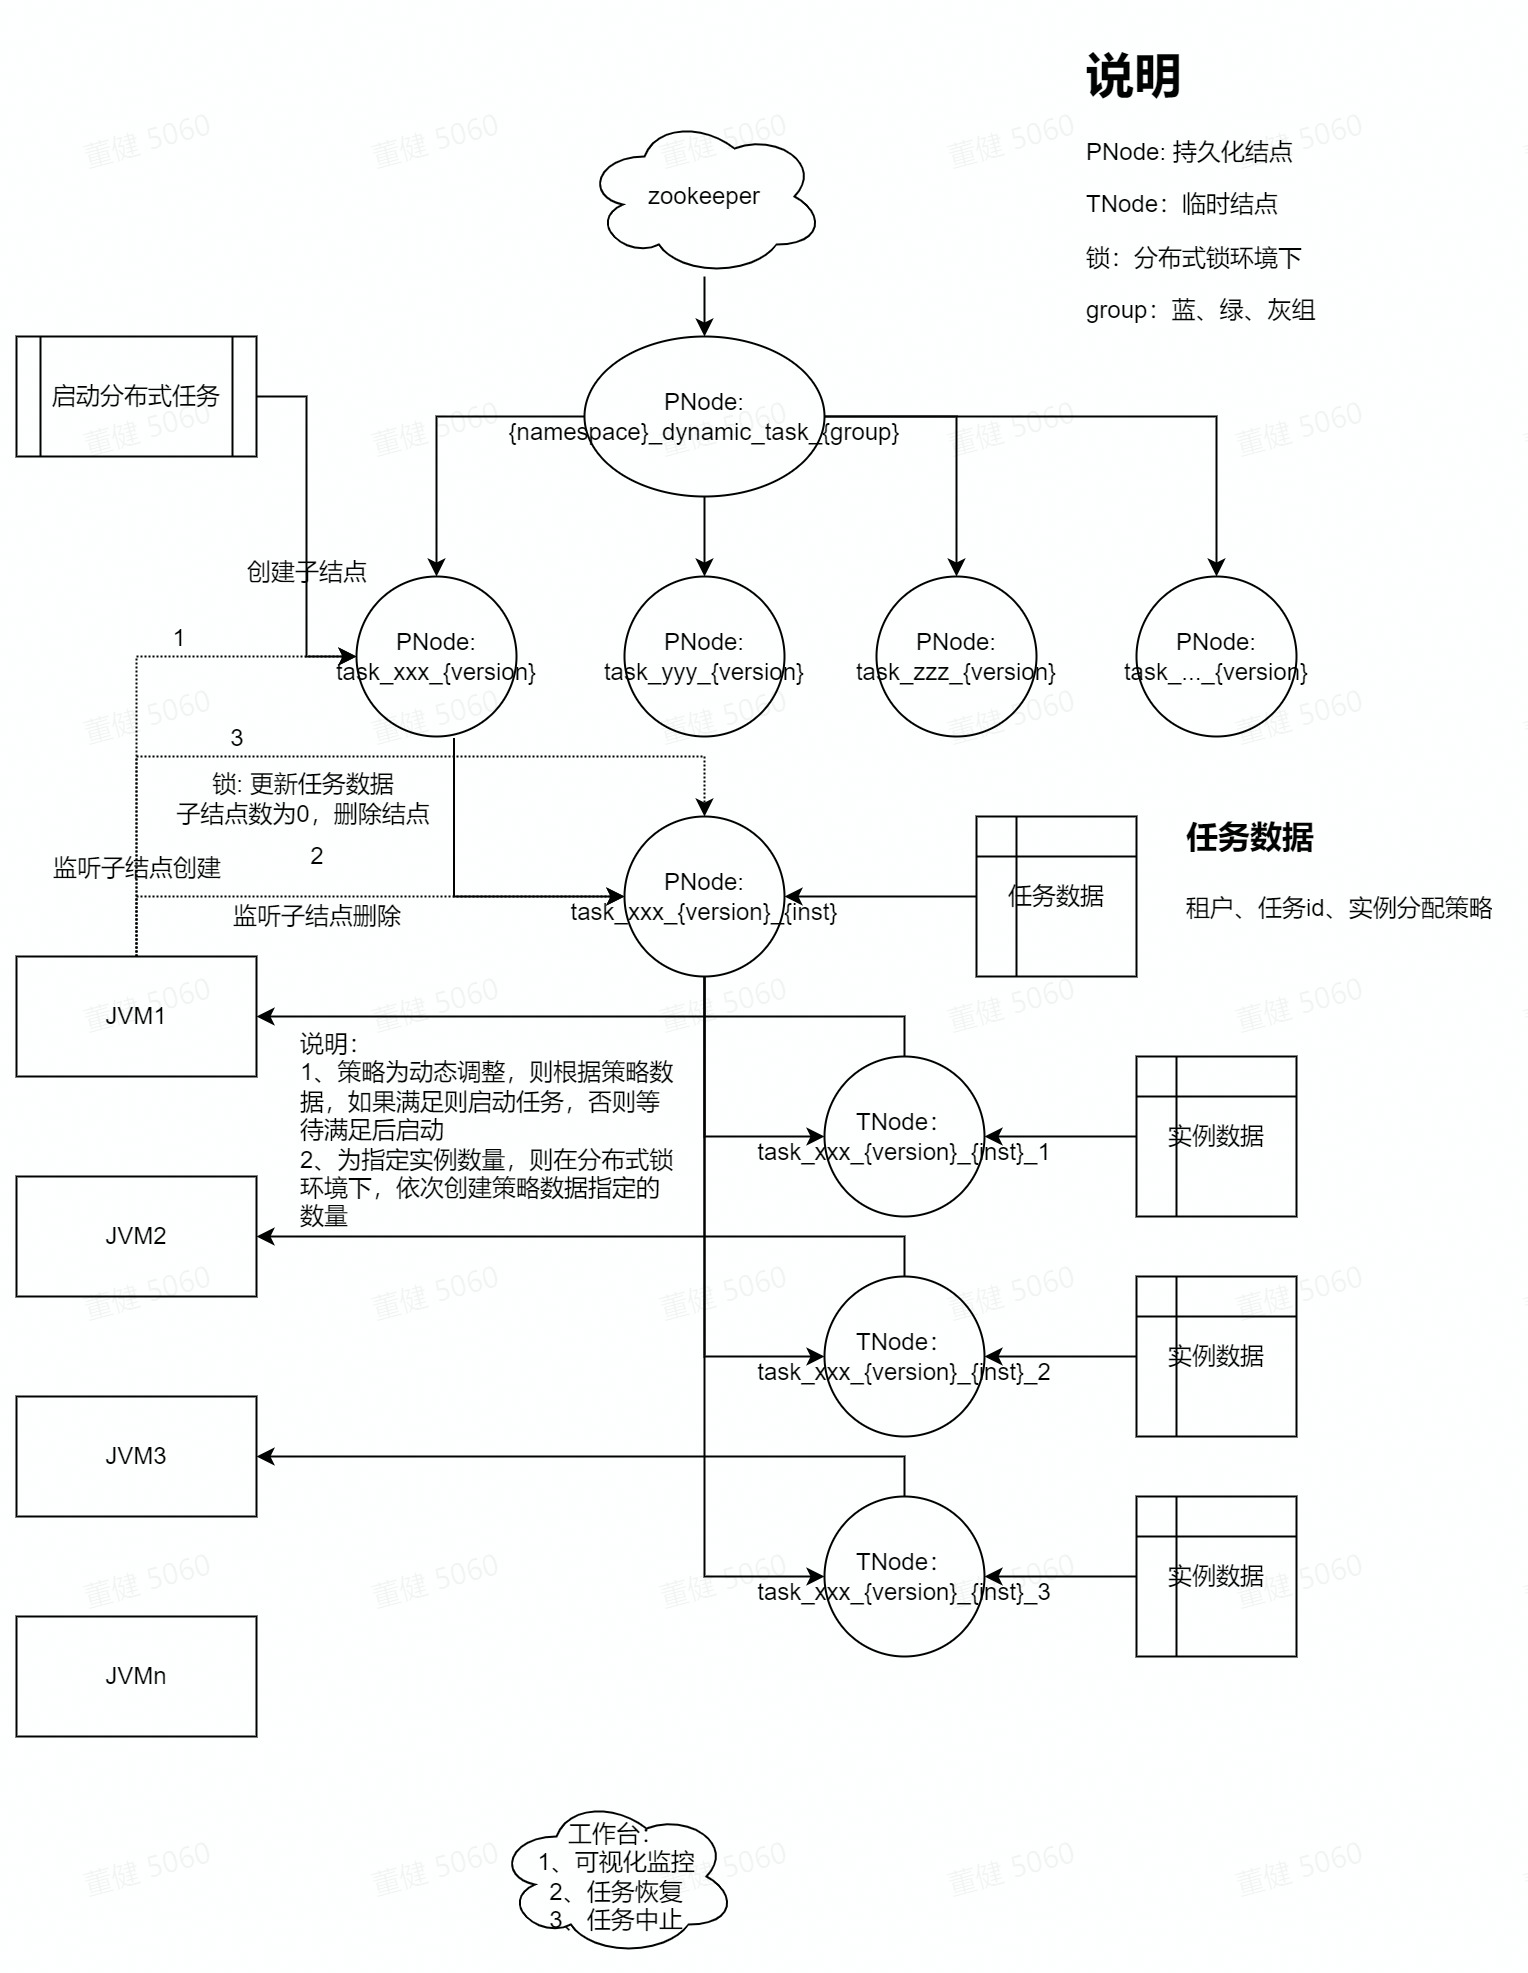 说明
PNode: 持久化结点
TNode：临时结点
锁：分布式锁环境下
group：蓝、绿、灰组
zookeeper
启动分布式任务
PNode:
{namespace}_dynamic_task_{group}
创建子结点
PNode:
task_xxx_{version}
PNode:
task_yyy_{version}
PNode:
task_zzz_{version}
PNode:
task_..._{version}
1
3
锁: 更新任务数据
子结点数为0，删除结点
2
监听子结点创建
监听子结点删除
PNode:
task_xxx_{version}_{inst}
任务数据
任务数据
租户、任务id、实例分配策略
JVM1
说明：
1、策略为动态调整，则根据策略数
据，如果满足则启动任务，否则等
待满足后启动
2、为指定实例数量，则在分布式锁
环境下，依次创建策略数据指定的
数量
TNode：
task_xxx_{version}_{inst}_1
实例数据
JVM2
TNode：
task_xxx_{version}_{inst}_2
实例数据
JVM3
TNode：
task_xxx_{version}_{inst}_3
实例数据
JVMn
工作台：
1、可视化监控
2、任务恢复
3、任务中止
董健 5060